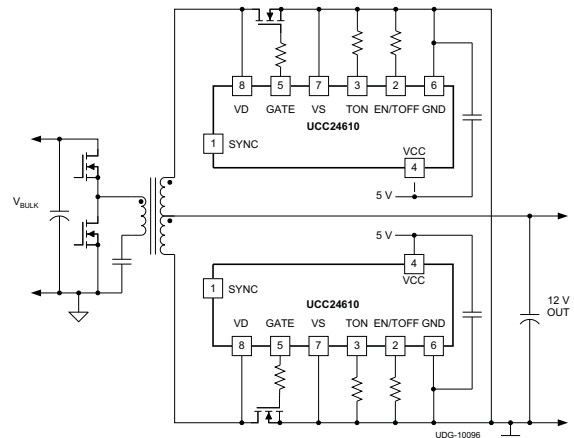 8 5 7 3 2 6
VD GATE VS TON EN/TOFF GND
UCC24610
1 SYNC
VCC
4
5 V
V_BULK
5 V
4
VCC
1 SYNC
UCC24610
VD GATE VS TON EN/TOFF GND
8 5 7 3 2 6
12 V
OUT
UDG-10096